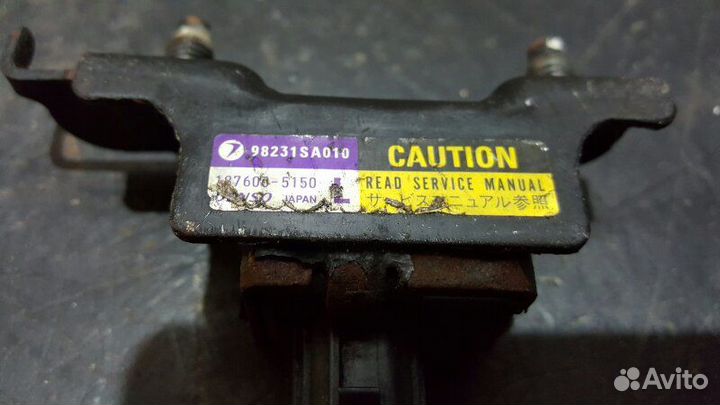 98231SA010
187600-5150
DENSO JAPAN L
CAUTION
READ SERVICE MANUAL
サービスマニュアル参照
Avito